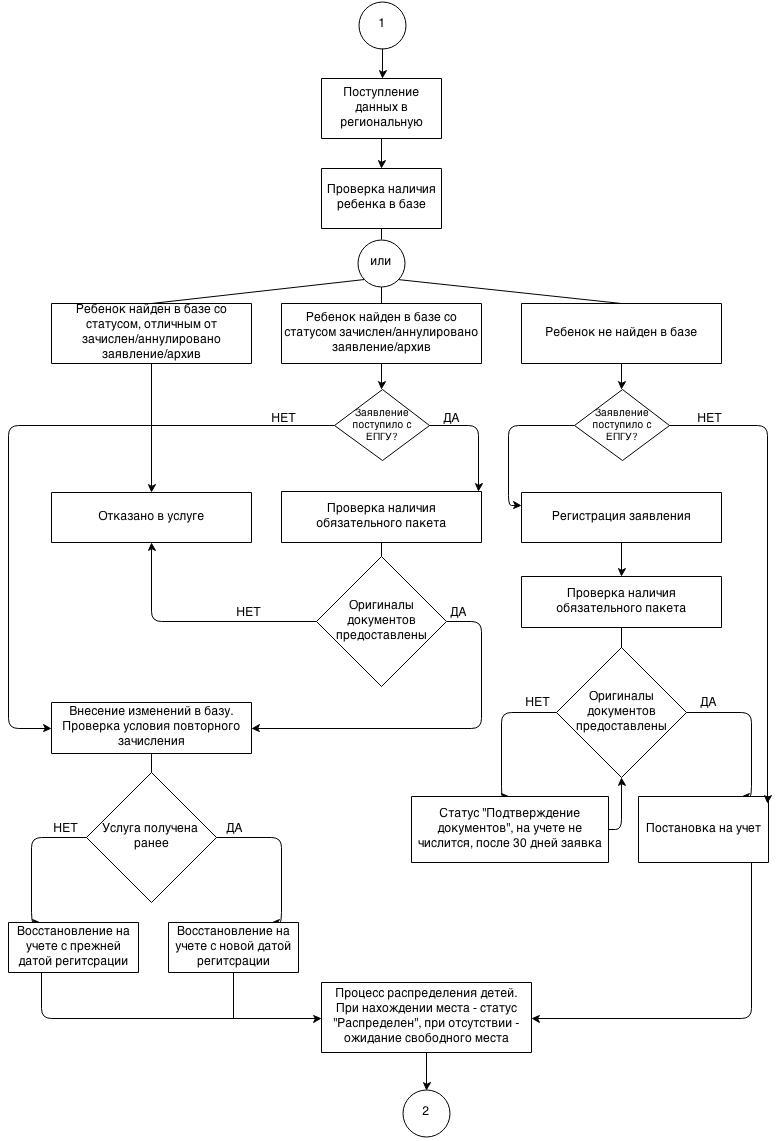 1
Поступление
данных в
региональную
Проверка наличия
ребенка в базе
или
Ребенок найден в базе со
статусом, отличным от
зачислен/аннулировано
заявление/архив
Ребенок найден в базе со
статусом зачислен/аннулировано
заявление/архив
Ребенок не найден в базе
НЕТ
Заявление
поступило с
ЕПГУ?
ДА
Заявление
поступило с
ЕПГУ?
НЕТ
Отказано в услуге
Проверка наличия
обязательного пакета
Регистрация заявления
Проверка наличия
обязательного пакета
НЕТ
Оригиналы
документов
предоставлены
ДА
НЕТ
Оригиналы
документов
предоставлены
ДА
Внесение изменений в базу.
Проверка условия повторного
зачисления
Статус "Подтверждение
документов", на учете не
числится, после 30 дней заявка
Постановка на учет
НЕТ
Услуга получена
ранее
ДА
Восстановление на
учете с прежней
датой регитсрации
Восстановление на
учете с новой датой
регитсрации
Процесс распределения детей.
При нахождении места - статус
"Распределен", при отсутствии -
ожидание свободного места
2